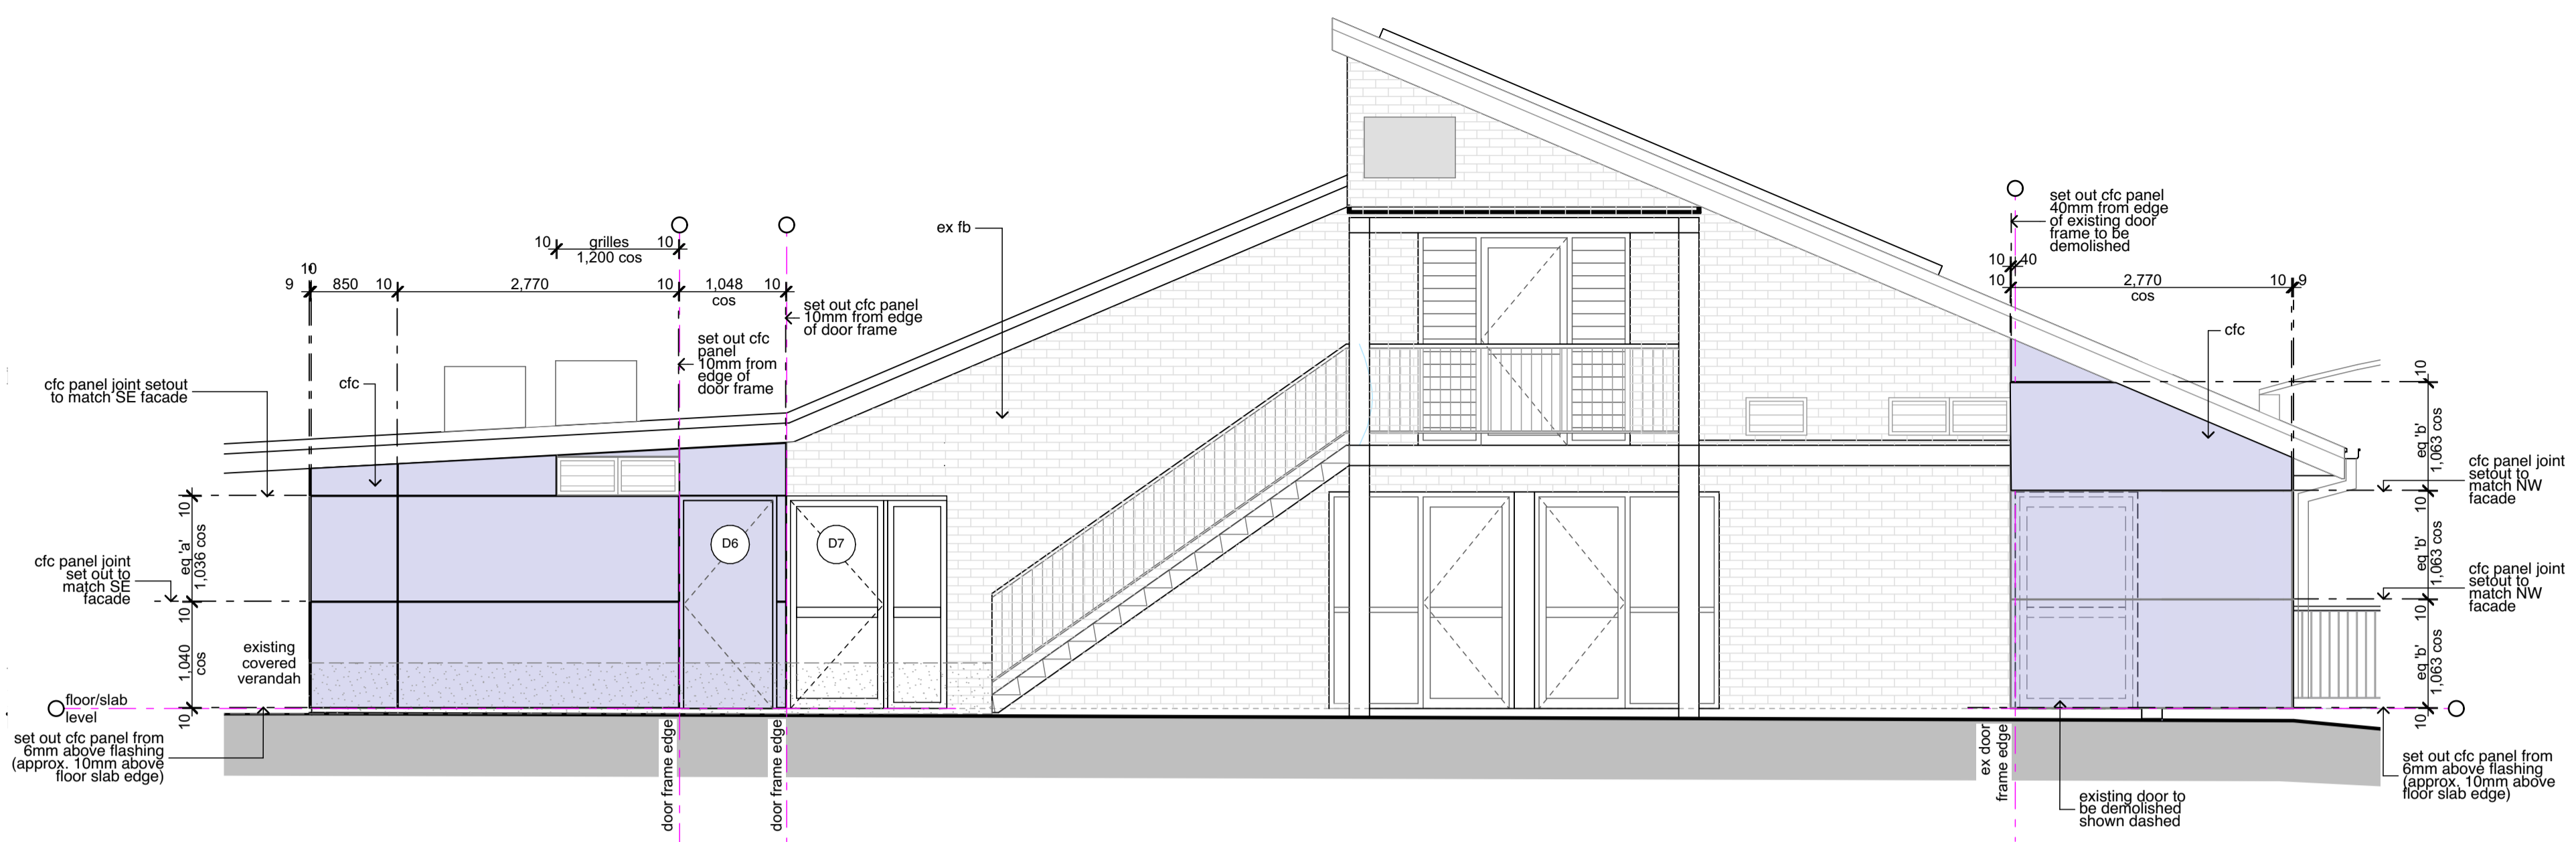 10
grilles
10
1,200 cos
10
9
850
10
2,770
10
1,048
10
cos
set out cfc panel
10mm from edge
of door frame
set out cfc
panel
10mm from
edge of
door frame
ex fb
cfc panel joint setout
to match SE facade
cfc
10
eq 'a'
1,036 cos
cfc panel joint
set out to
match SE
facade
10
1,040
cos
10
existing
covered
verandah
floor/slab
level
set out cfc panel from
6mm above flashing
(approx. 10mm above
floor slab edge)
D6
D7
door frame edge
door frame edge
set out cfc panel
40mm from edge
of existing door
frame to be
demolished
10
40
10
2,770
10
9
cos
cfc
10
eq 'b'
1,063 cos
cfc panel joint
setout to
match NW
facade
10
eq 'b'
1,063 cos
cfc panel joint
setout to
match NW
facade
10
eq 'b'
1,063 cos
10
set out cfc panel from
6mm above flashing
(approx. 10mm above
floor slab edge)
ex door
frame edge
existing door to
be demolished
shown dashed